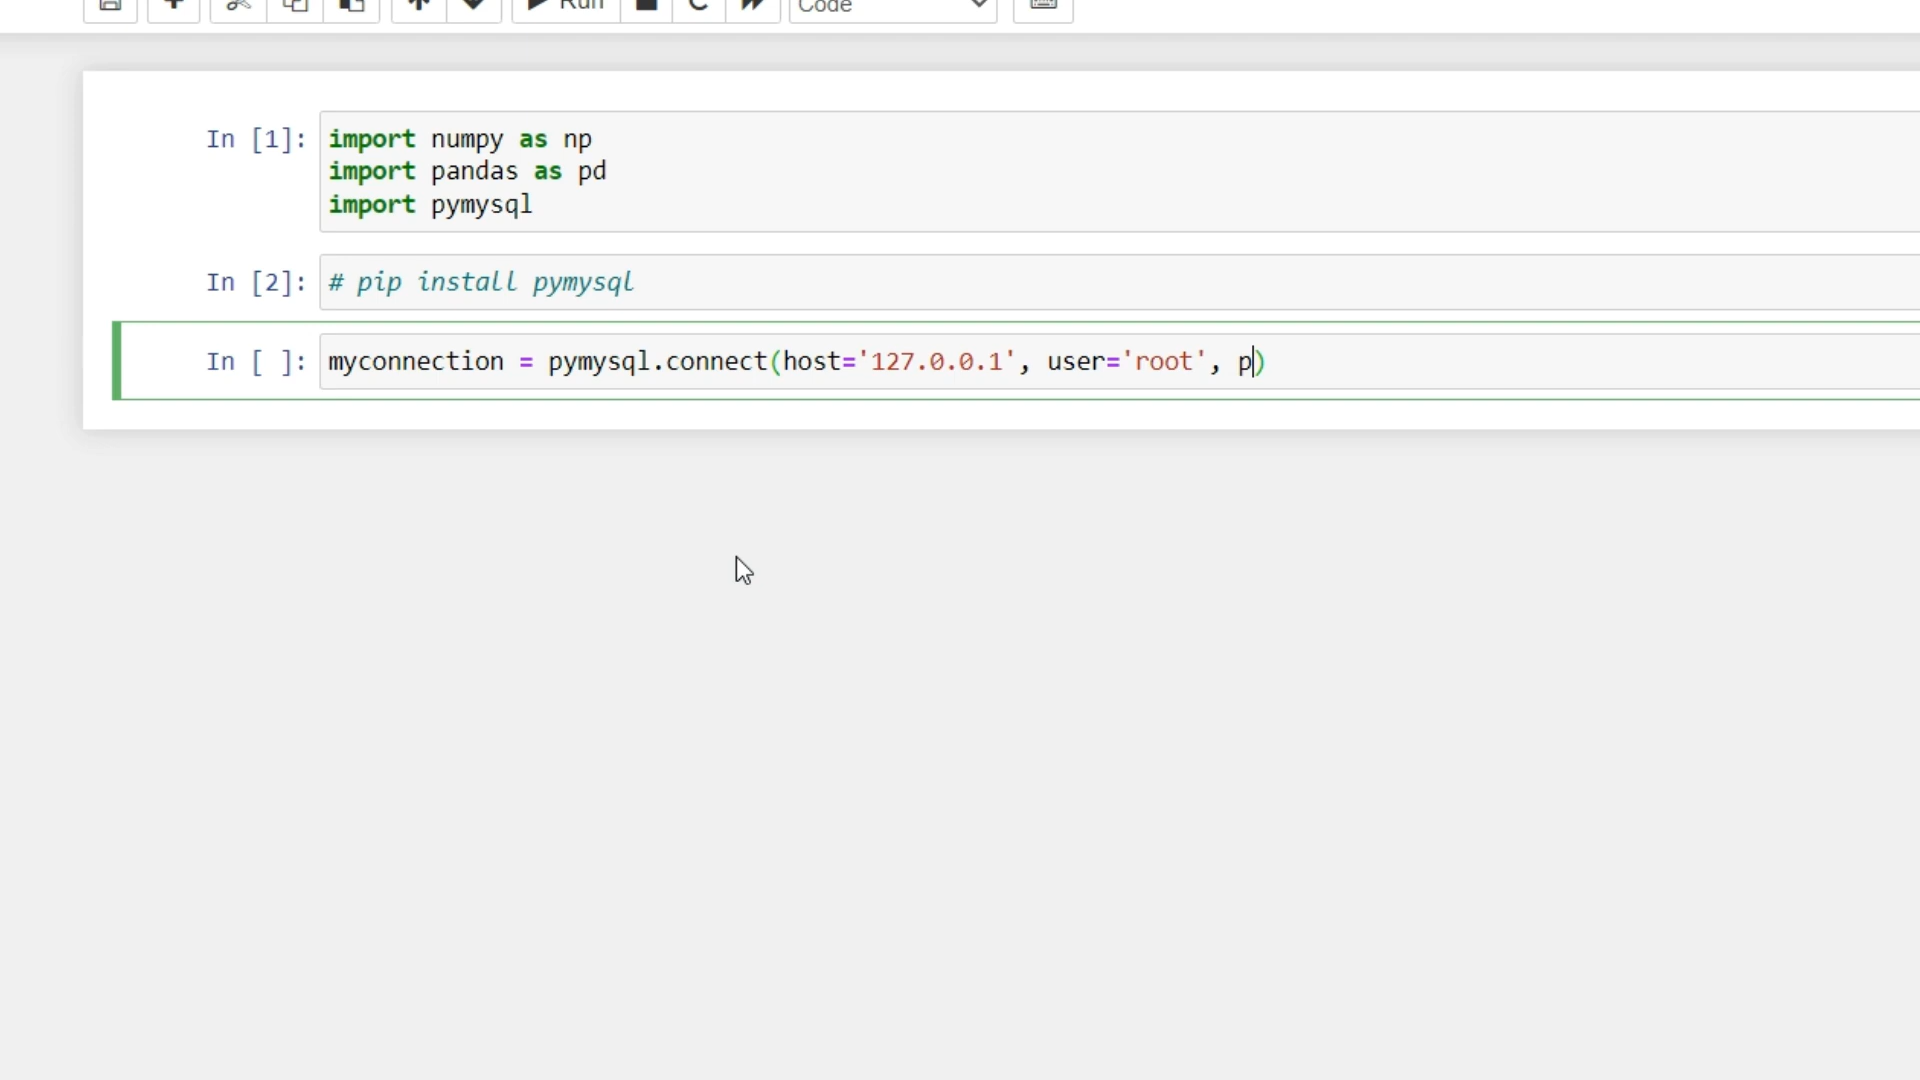 Run
Code
In [1]: import numpy as np
import pandas as pd
import pymysql
In [2]: # pip install pymysql
In [ ]: myconnection = pymysql.connect(host='127.0.0.1', user='root', p)